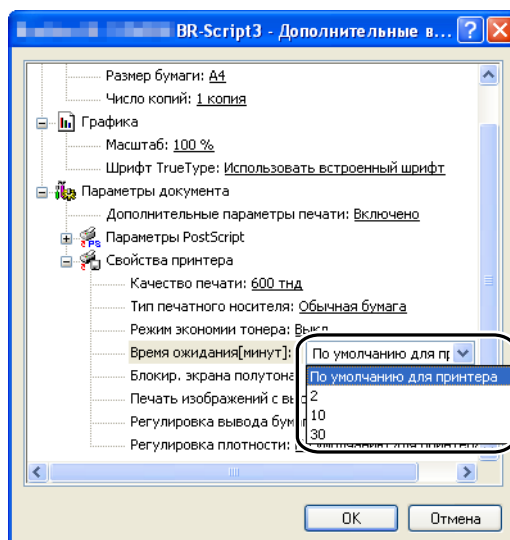 BR-Script3 - Дополнительные в...
Размер бумаги: A4
Число копий: 1 копия
Графика
Масштаб: 100 %
Шрифт TrueType: Использовать встроенный шрифт
Параметры документа
Дополнительные параметры печати: Включено
Параметры PostScript
Свойства принтера
Качество печати: 600 тнд
Тип печатного носителя: Обычная бумага
Режим экономии тонера: Выкл
Время ожидания[минут]: По умолчанию для пр
Блокир. экрана полутона По умолчанию для принтера
Печать изображений с выс 2
Регулировка вывода бум 10
30
Регулировка плотности:
OK Отмена